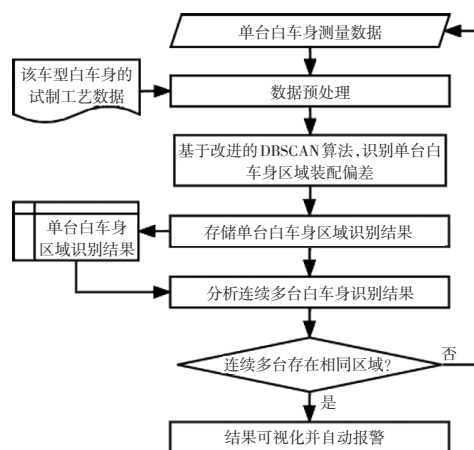 单台白车身测量数据
该车型白车身的
试制工艺数据
数据预处理
基于改进的DBSCAN算法,识别单台白
车身区域装配偏差
单台白车身
区域识别结果
存储单台白车身区域识别结果
分析连续多台白车身识别结果
连续多台存在相同区域?
否
是
结果可视化并自动报警